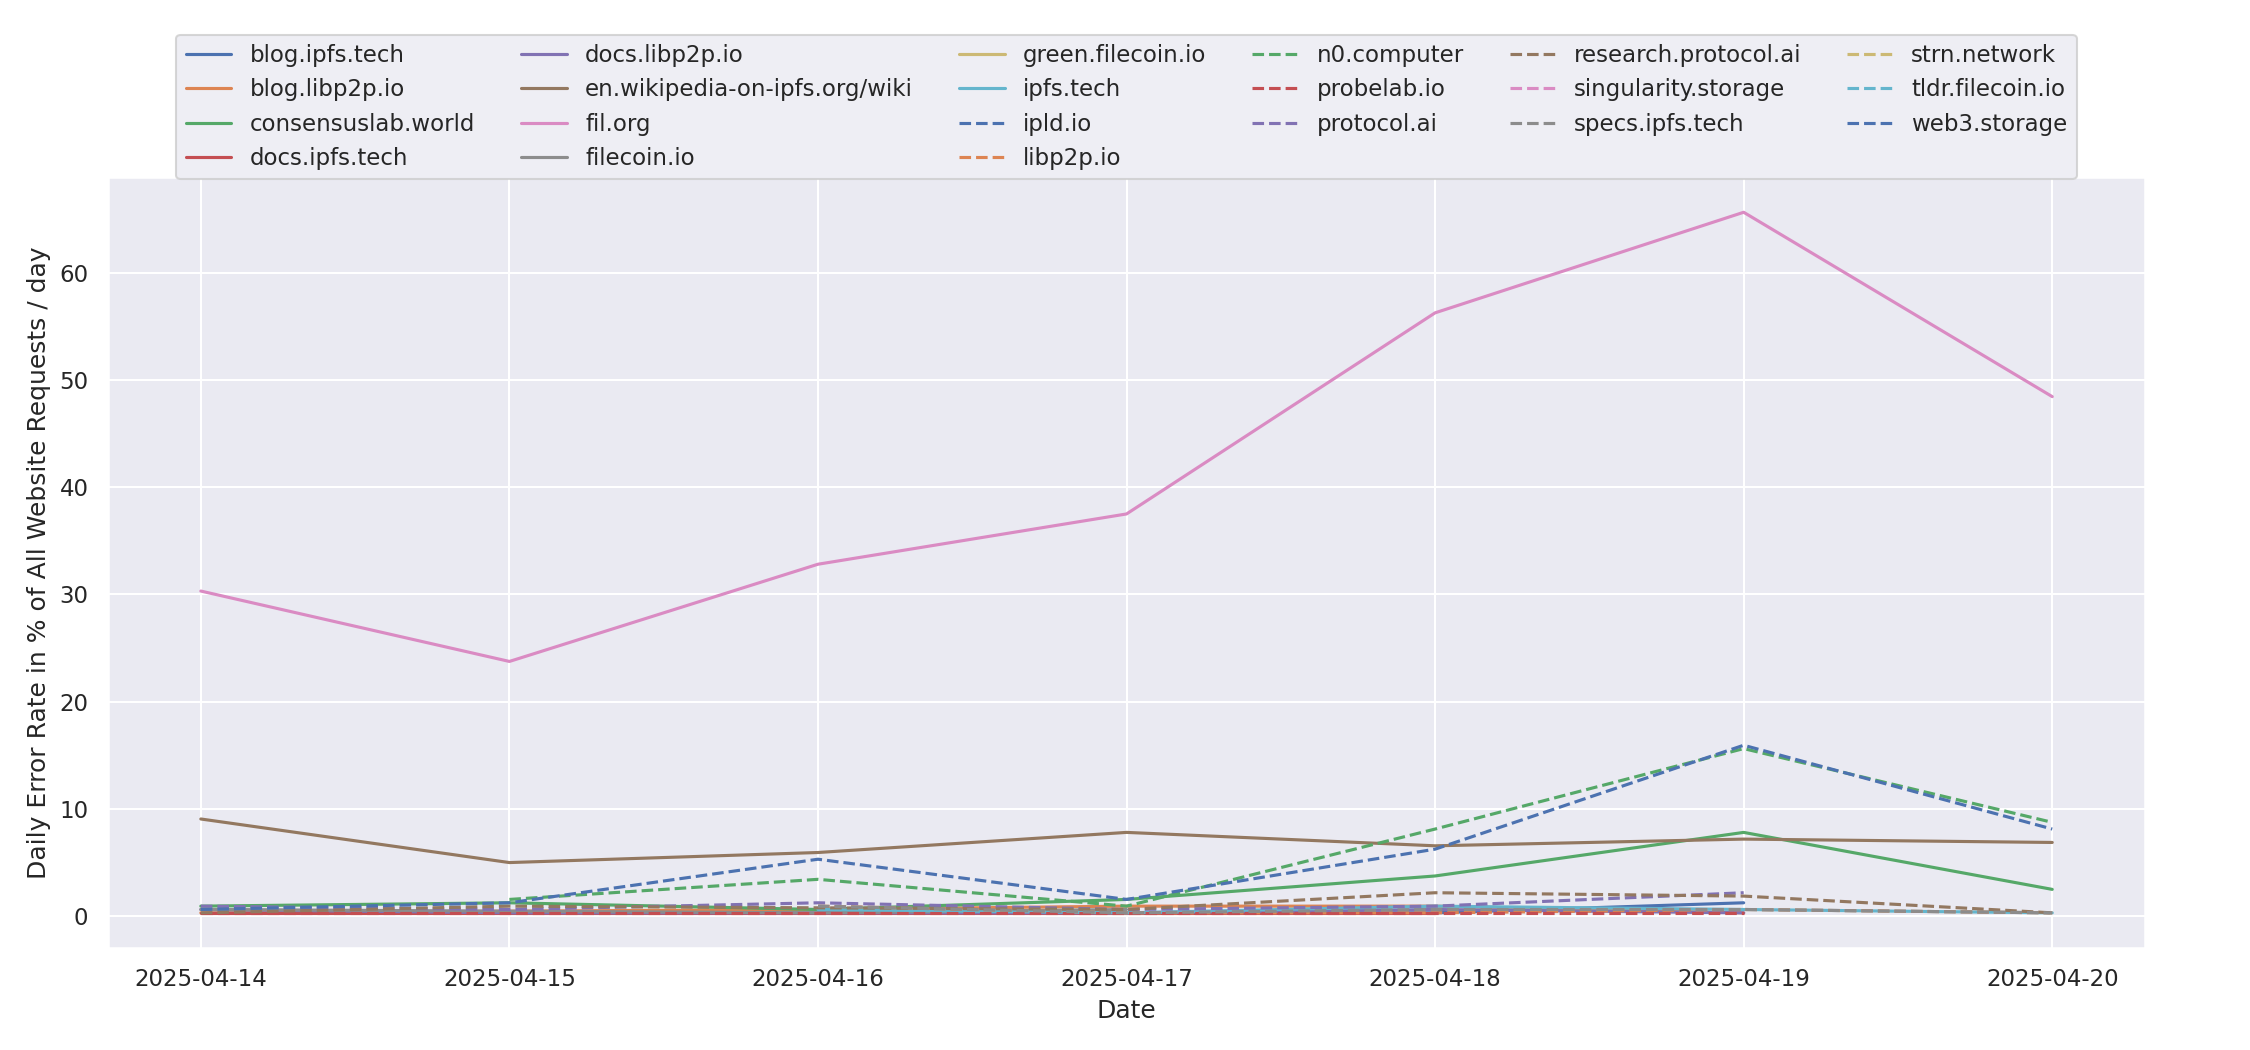 blog.ipfs.tech
blog.libp2p.io
consensuslab.world
docs.ipfs.tech
docs.libp2p.io
en.wikipedia-on-ipfs.org/wiki
fil.org
filecoin.io
green.filecoin.io
ipfs.tech
ipld.io
libp2p.io
n0.computer
probelab.io
protocol.ai
research.protocol.ai
singularity.storage
specs.ipfs.tech
strn.network
tldr.filecoin.io
web3.storage
Daily Error Rate in % of All Website Requests / day
60
50
40
30
20
10
0
2025-04-14
2025-04-15
2025-04-16
2025-04-17
2025-04-18
2025-04-19
2025-04-20
Date